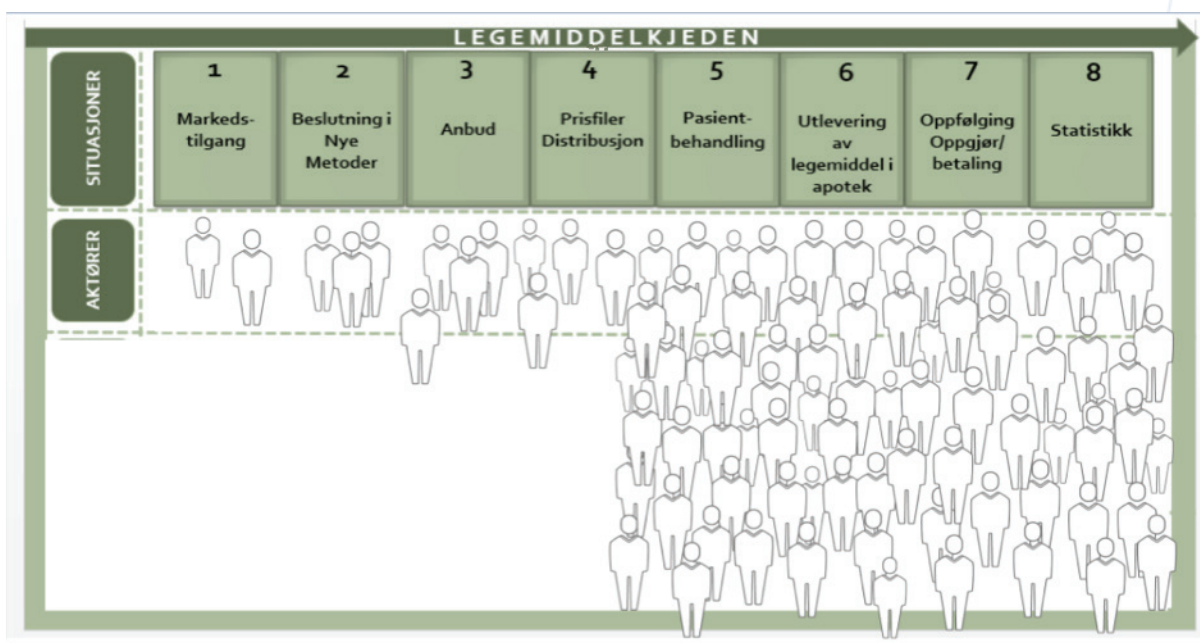 LEGEMIDDELKJEDEN
SITUASJONER
1
Markeds-
tilgang
2
Beslutning i
Nye
Metoder
3
Anbud
4
Prisfiler
Distribusjon
5
Pasient-
behandling
6
Utlevering
av
legemiddel i
apotek
7
Oppfølging
Oppgjør/
betaling
8
Statistikk
AKTØRER